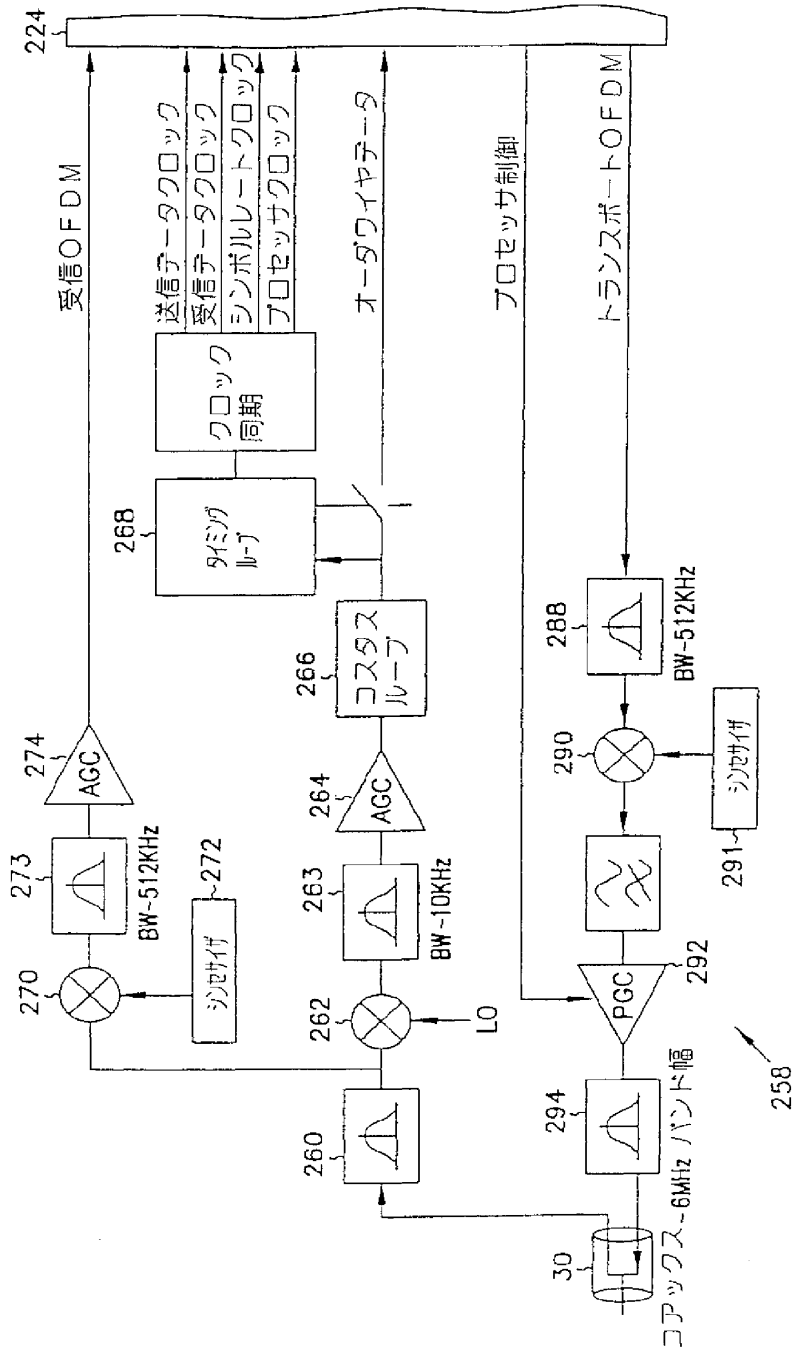 224
受信OFDM
送信データクロック
受信データクロック
シンボルレートクロック
プロセッサクロック
オーダワイヤデータ
プロセッサ制御
トランスポートOFDM
クロック
同期
268
タイミング
ループ
274
AGC
273
BW-512KHz
270
272
シンセサイザ
266
コスタス
ループ
264
AGC
263
BW-10KHz
262
LO
260
288
BW-512KHz
290
291
シンセサイザ
292
PGC
294
6MHz バンド幅
30
コアックス
258